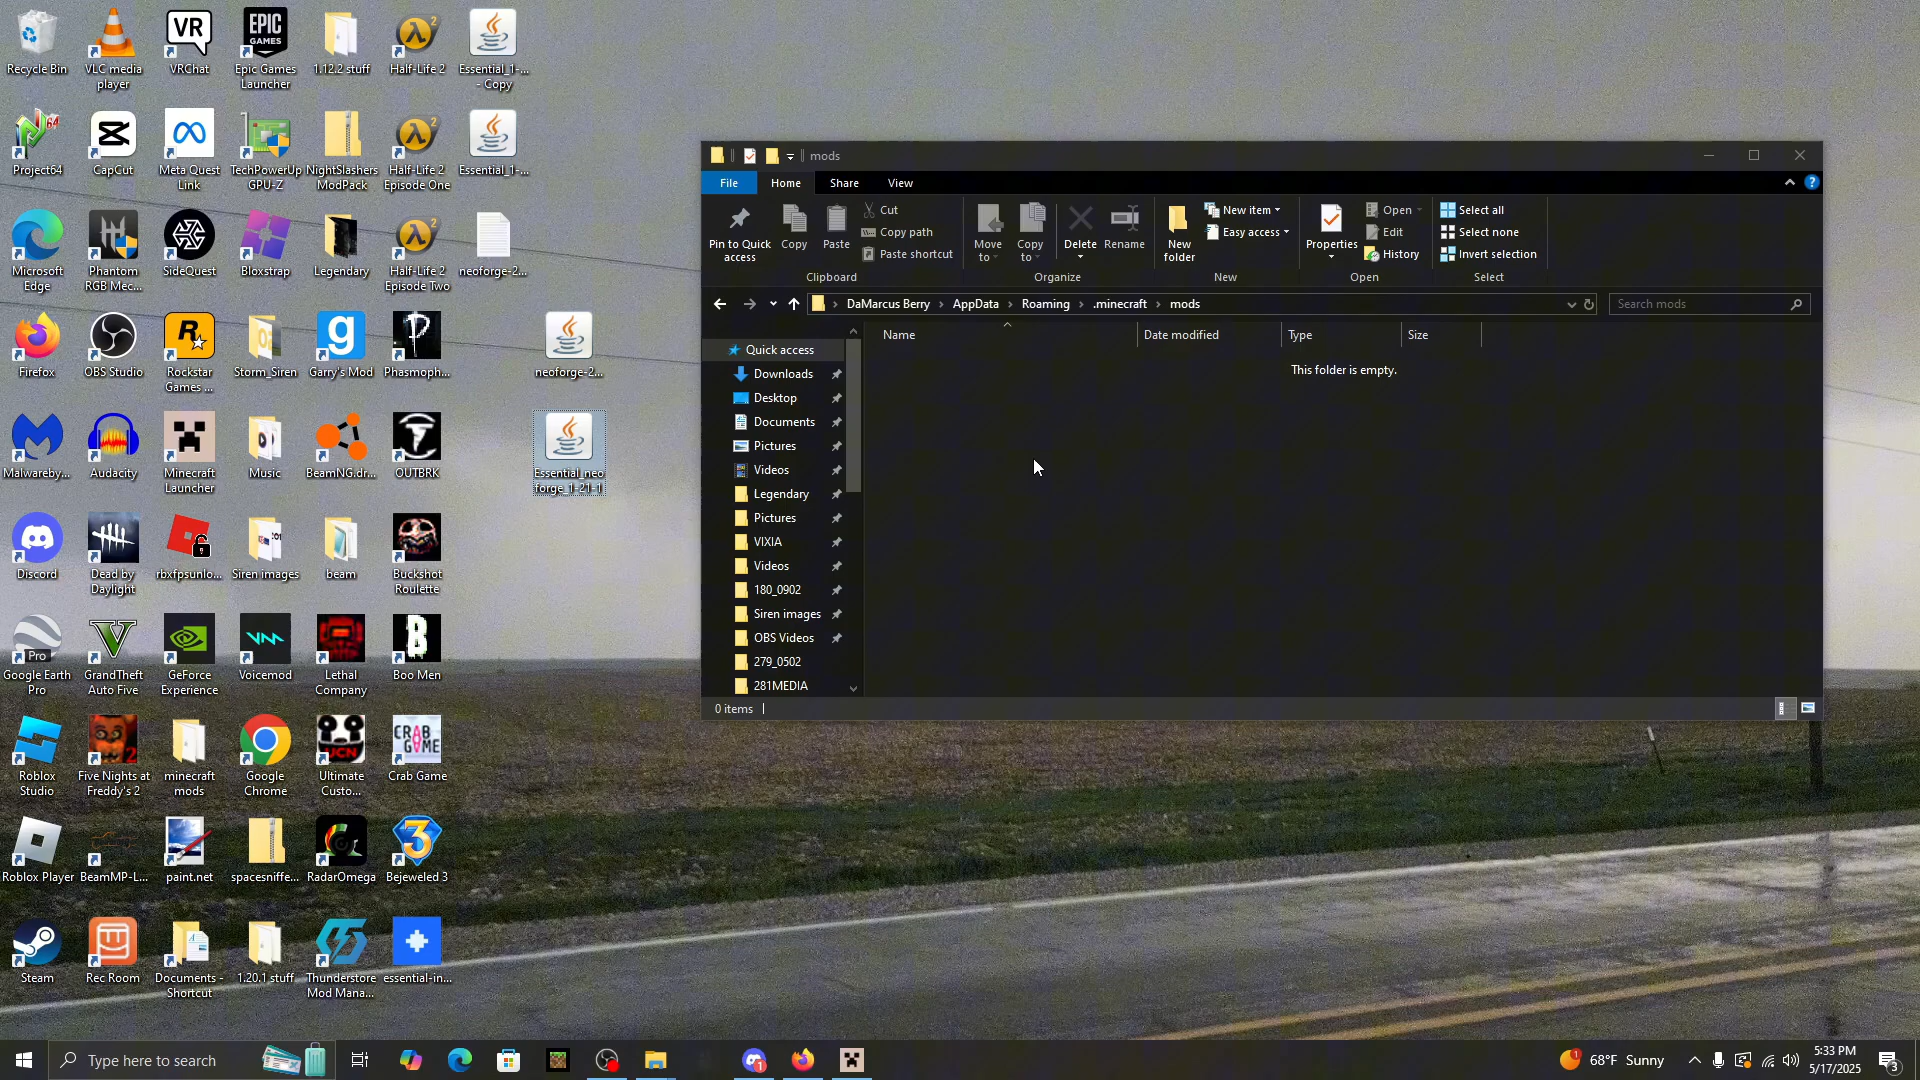 Recycle Bin
VLC media player
VRChat
Epic Games Launcher
1.12.2 stuff
Half-Life 2
Essential_1-... - Copy
Project64
CapCut
Meta Quest Link
TechPowerUp GPU-Z
NightSlashers ModPack
Half-Life 2 Episode One
Essential_1-...
Microsoft Edge
Phantom RGB Mec...
SideQuest
Bloxstrap
Legendary
Half-Life 2 Episode Two
neoforge-2...
Firefox
OBS Studio
Rockstar Games ...
Storm_Siren
Garry's Mod
Phasmoph...
neoforge-2...
Malwareby...
Audacity
Minecraft Launcher
Music
BeamNG.dr...
OUTBRK
Essential_neoforge_1-21-1
Discord
Dead by Daylight
rbxfpsunlo...
Siren images
beam
Buckshot Roulette
Pro
Google Earth Pro
GrandTheft Auto Five
GeForce Experience
Voicemod
Lethal Company
Boo Men
Roblox Studio
Five Nights at Freddy's 2
minecraft mods
Google Chrome
Ultimate Custo...
Crab Game
Roblox Player
BeamMP-L...
paint.net
spacesniffe...
RadarOmega
Bejeweled 3
Steam
Rec Room
Documents - Shortcut
1.20.1 stuff
Thunderstore Mod Mana...
essential-in...
mods
File Home Share View
Pin to Quick access
Copy
Paste
Cut
Copy path
Paste shortcut
Clipboard
Move to
Copy to
Delete
Rename
Organize
New folder
New item
Easy access
New
Properties
Open
Edit
History
Open
Select all
Select none
Invert selection
Select
DaMarcus Berry > AppData > Roaming > .minecraft > mods
Search mods
Name Date modified Type Size
This folder is empty.
Quick access
Downloads
Desktop
Documents
Pictures
Videos
Legendary
Pictures
VIXIA
Videos
180_0902
Siren images
OBS Videos
279_0502
281MEDIA
0 items
Type here to search
68°F Sunny
5:33 PM
5/17/2025